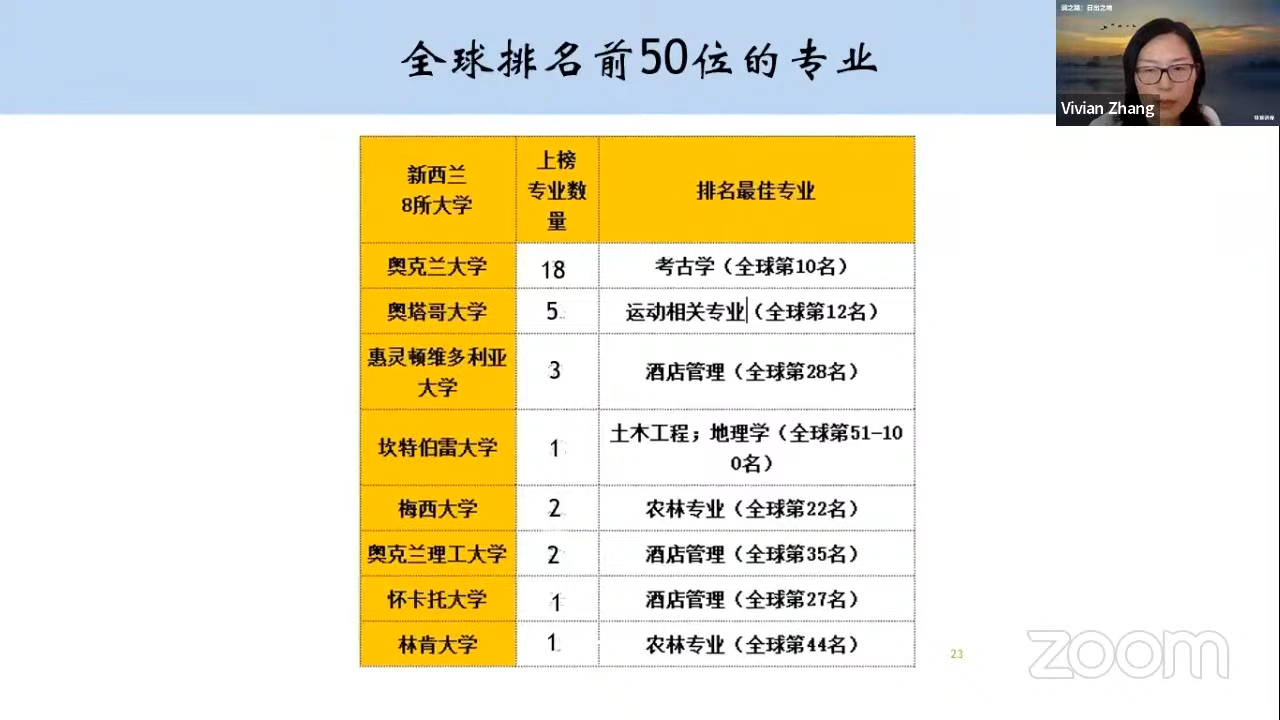 全球排名前50位的专业
润之路：日出之嶋
Vivian Zhang
新西兰
8所大学
上榜
专业数
量
排名最佳专业
奥克兰大学
18
考古学（全球第10名）
奥塔哥大学
5
运动相关专业（全球第12名）
惠灵顿维多利亚
大学
3
酒店管理（全球第28名）
坎特伯雷大学
1
土木工程；地理学（全球第51-10
0名）
梅西大学
2
农林专业（全球第22名）
奥克兰理工大学
2
酒店管理（全球第35名）
怀卡托大学
1
酒店管理（全球第27名）
林肯大学
1
农林专业（全球第44名）
23
zoom